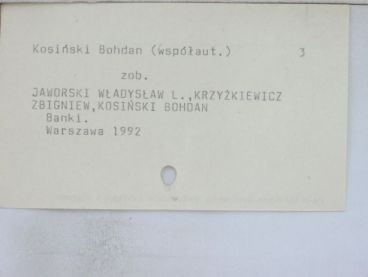 Kosiński Bohdan (współaut.) 3
zob.
JAWORSKI WŁADYSŁAW L.,KRZYŻKIEWICZ
ZBIGNIEW,KOSIŃSKI BOHDAN
Banki.
Warszawa 1992